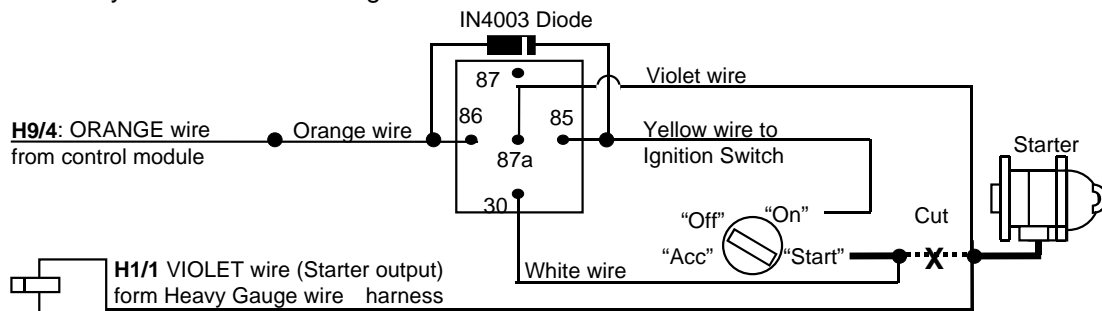 IN4003 Diode
87
Violet wire
86
85
H9/4: ORANGE wire
from control module
Orange wire
87a
Yellow wire to
Ignition Switch
Starter
30
“Off”
“On”
Cut
“Acc”
“Start”
X
H1/1 VIOLET wire (Starter output)
form Heavy Gauge wire harness
White wire